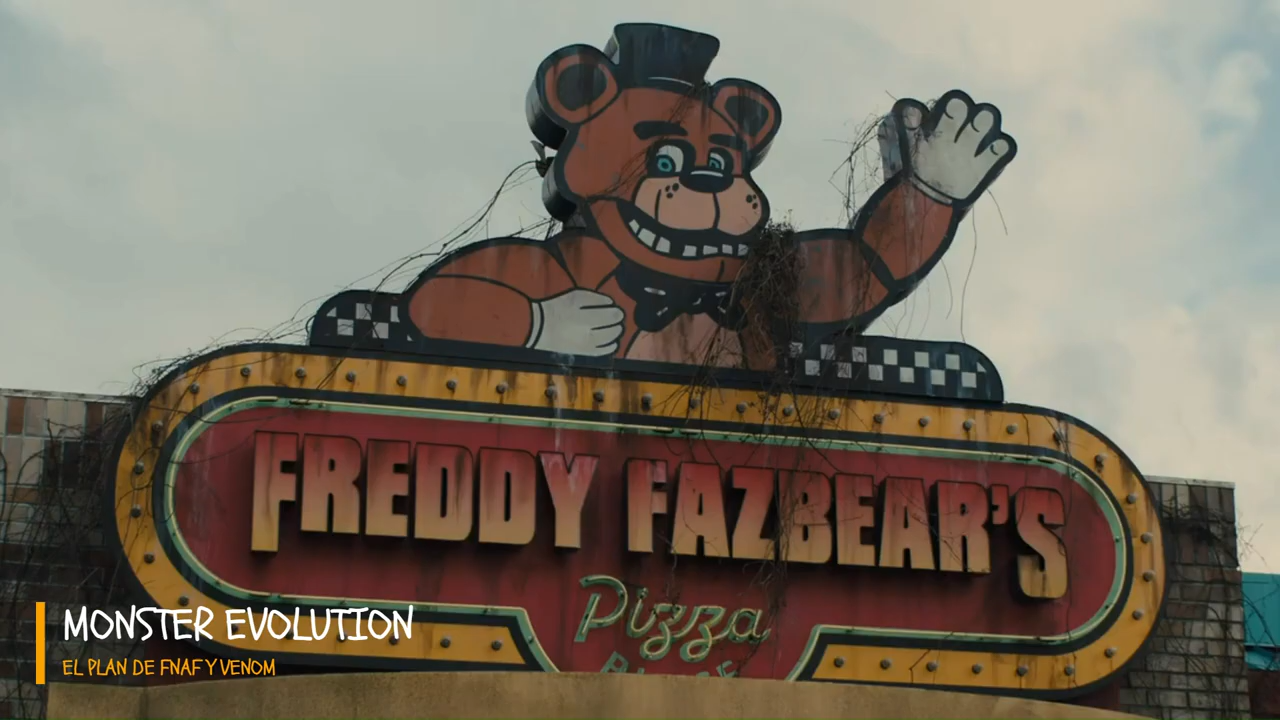 FREDDY FAZBEAR'S
Pizza
MONSTER EVOLUTION
EL PLAN DE FNAF Y VENOM